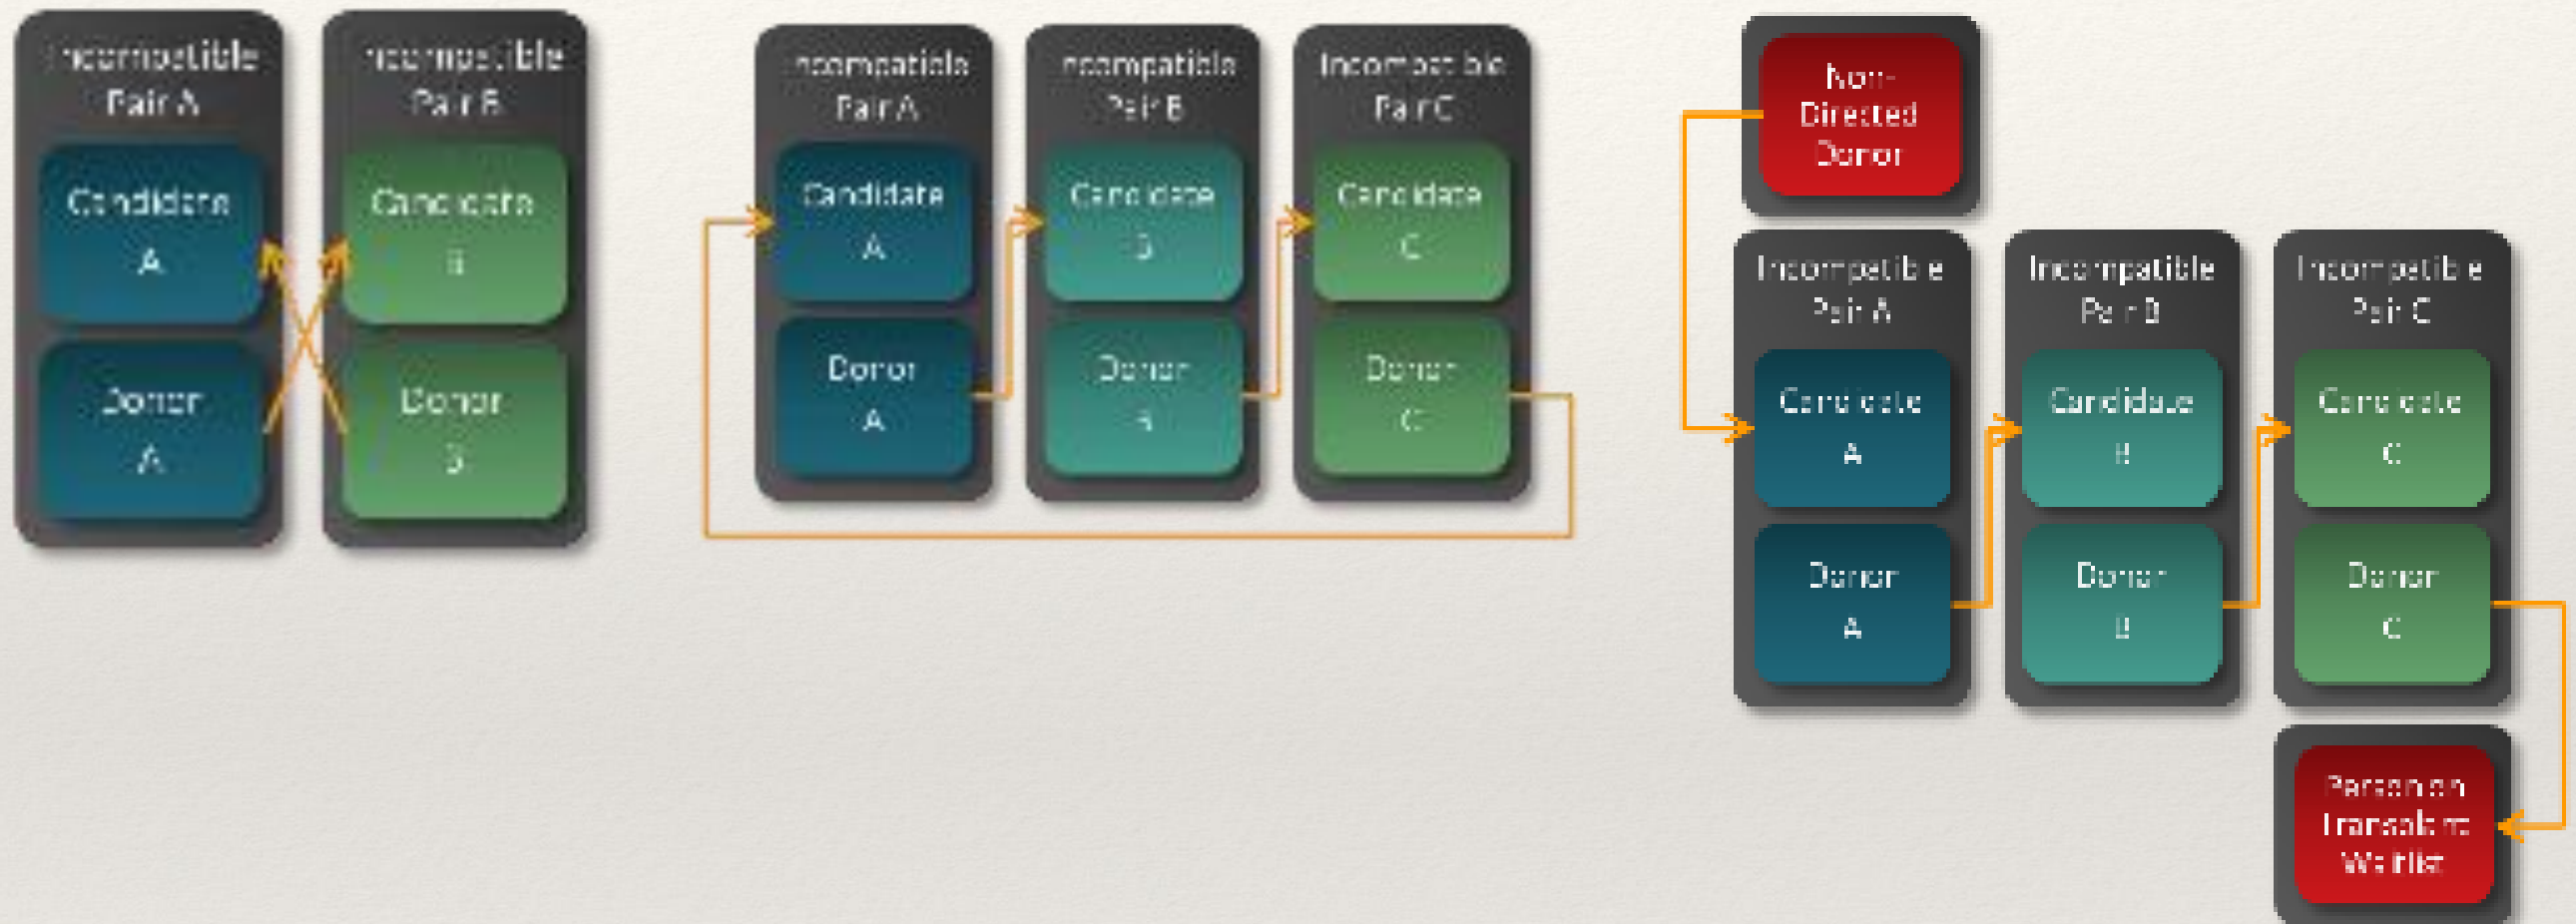 Incompatible
Pair A
Candidate
A
Donor
A
Incompatible
Pair B
Candidate
B
Donor
B
Incompatible
Pair A
Candidate
A
Donor
A
Incompatible
Pair B
Candidate
B
Donor
B
Incompatible
Pair C
Candidate
C
Donor
C
Non-
Directed
Donor
Incompatible
Pair A
Candidate
A
Donor
A
Incompatible
Pair B
Candidate
B
Donor
B
Incompatible
Pair C
Candidate
C
Donor
C
Person on
Transplant
Waitlist